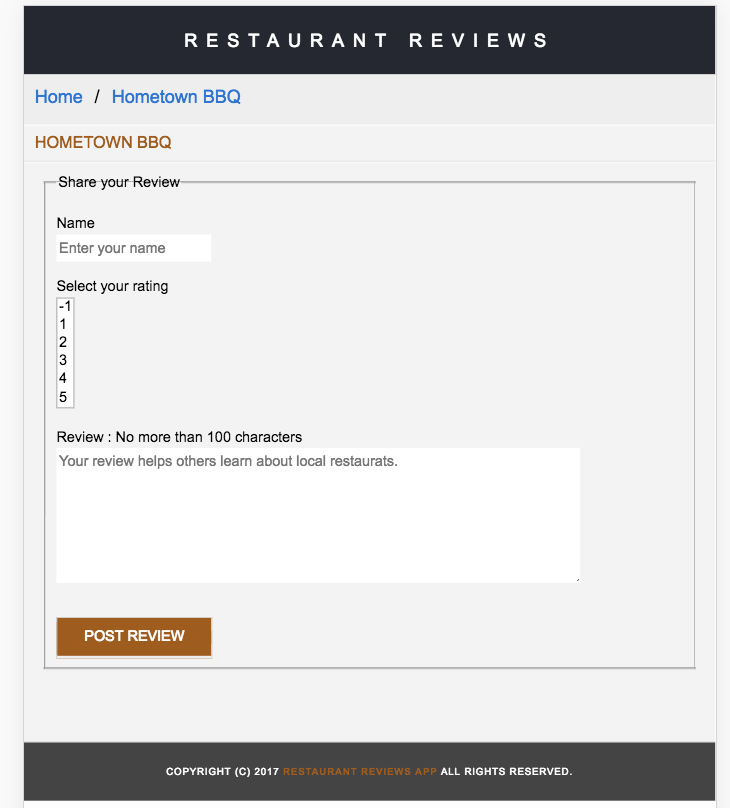 RESTAURANT REVIEWS
Home / Hometown BBQ
HOMETOWN BBQ
Share your Review
Name
Enter your name
Select your rating
-1
1
2
3
4
5
Review : No more than 100 characters
Your review helps others learn about local restaurats.
POST REVIEW
COPYRIGHT (C) 2017 RESTAURANT REVIEWS APP ALL RIGHTS RESERVED.